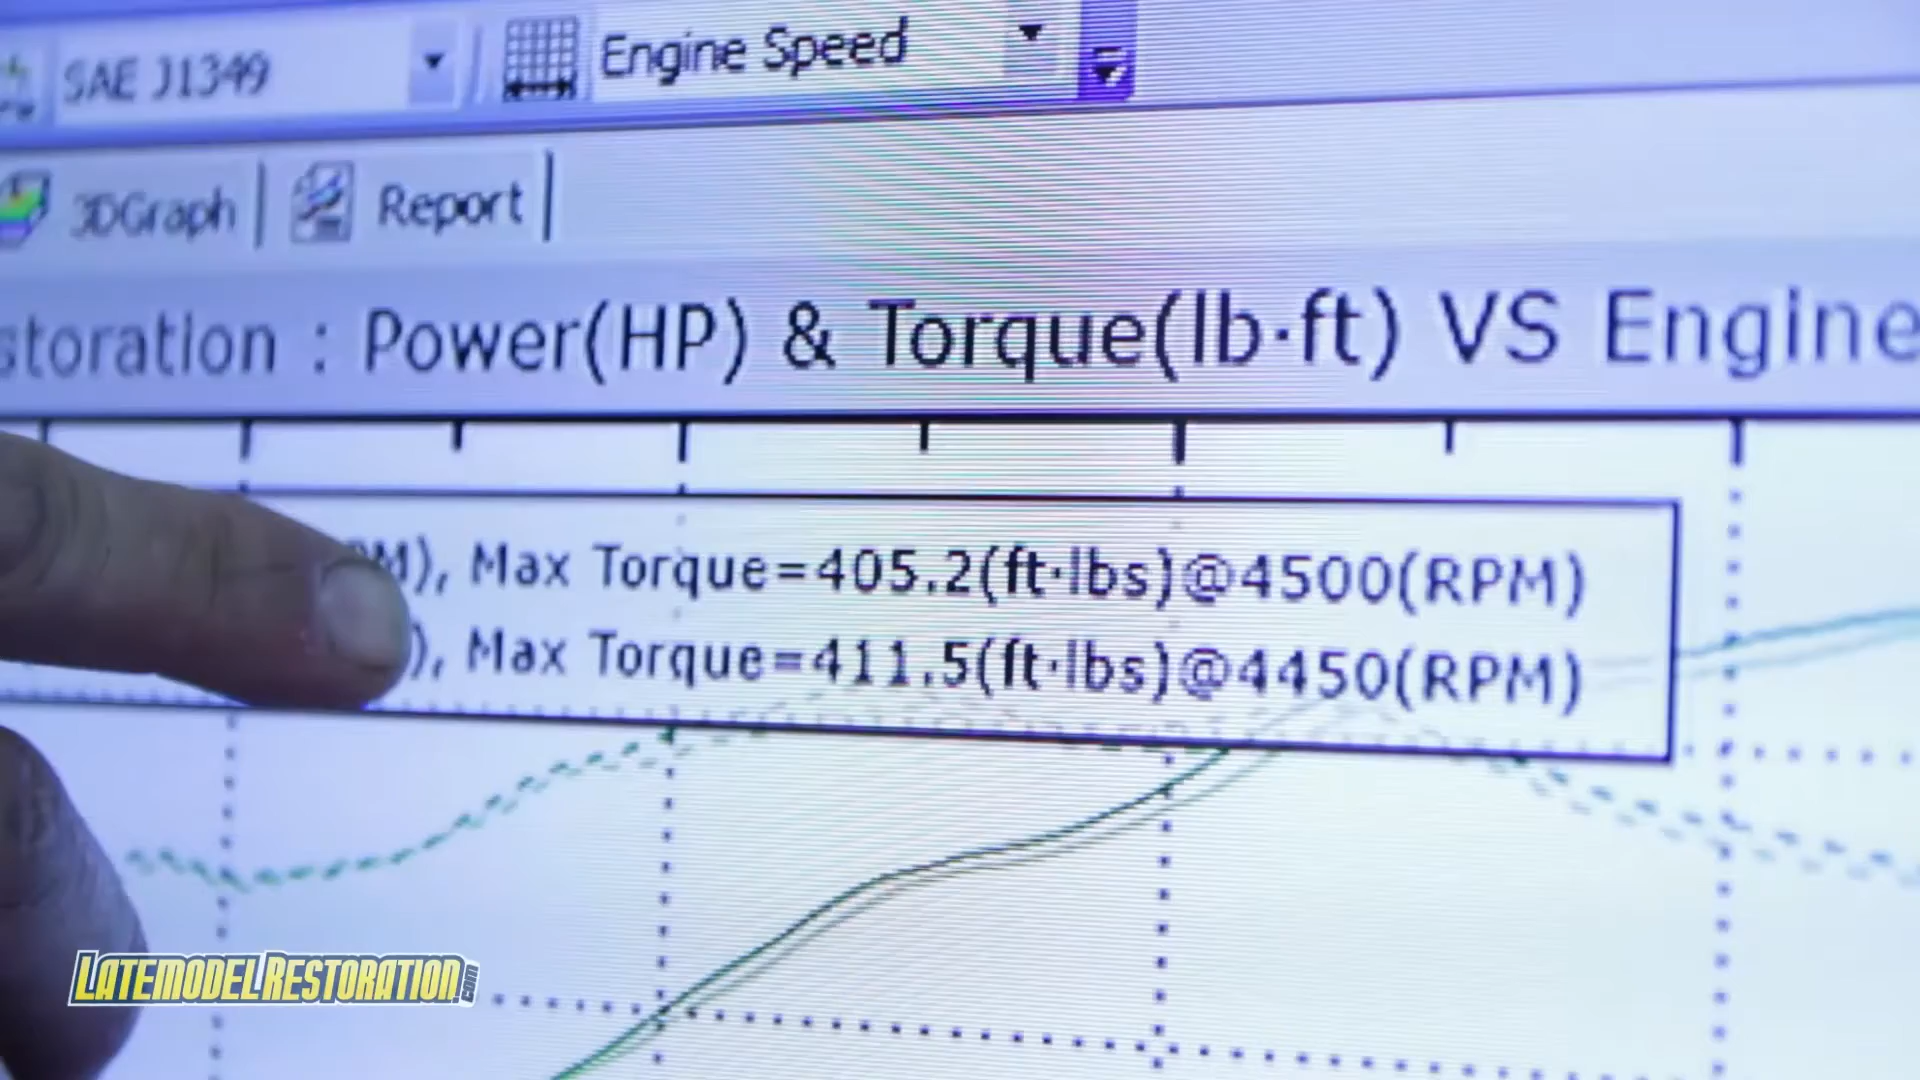 SAE J1349
Engine Speed
3DGraph
Report
storation : Power(HP) & Torque(lb·ft) VS Engine
PM), Max Torque=405.2(ft·lbs)@4500(RPM)
), Max Torque=411.5(ft·lbs)@4450(RPM)
LATEMODELRESTORATION.com